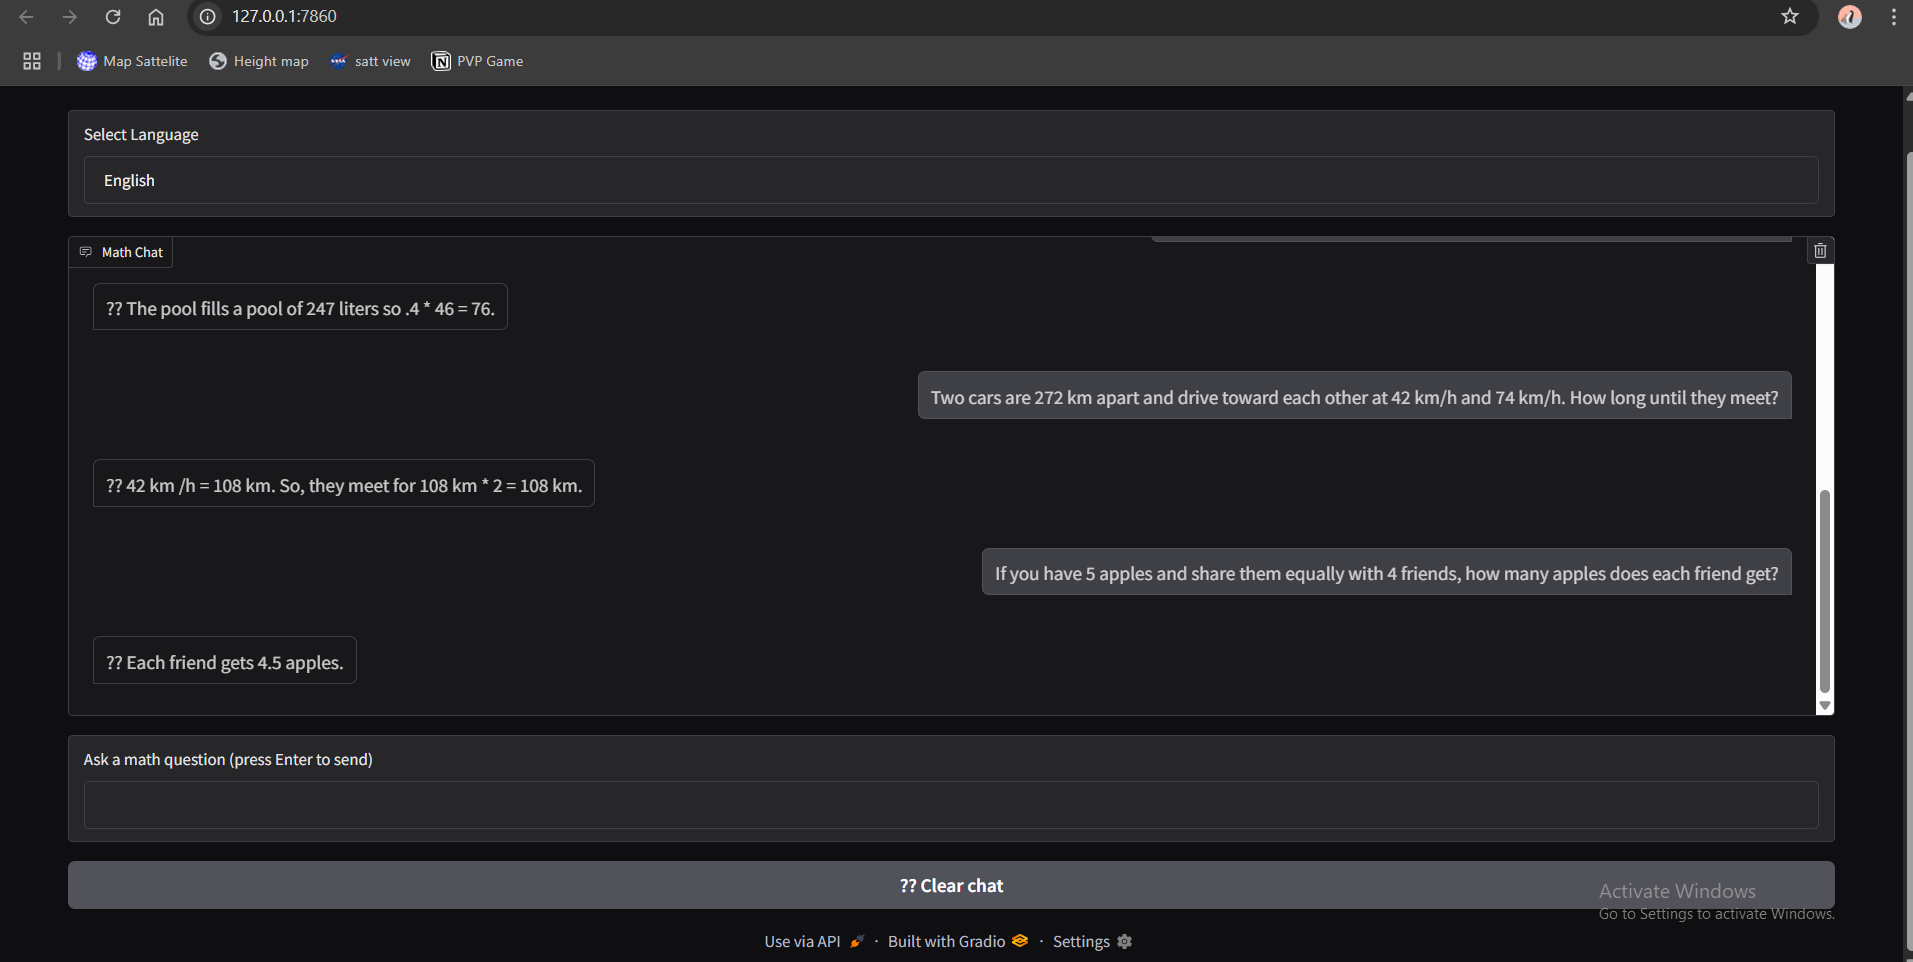 127.0.0.1:7860
Map Sattelite
Height map
satt view
PVP Game
Select Language
English
Math Chat
?? The pool fills a pool of 247 liters so .4 * 46 = 76.
Two cars are 272 km apart and drive toward each other at 42 km/h and 74 km/h. How long until they meet?
?? 42 km /h = 108 km. So, they meet for 108 km * 2 = 108 km.
If you have 5 apples and share them equally with 4 friends, how many apples does each friend get?
?? Each friend gets 4.5 apples.
Ask a math question (press Enter to send)
?? Clear chat
Activate Windows
Go to Settings to activate Windows.
Use via API · Built with Gradio · Settings